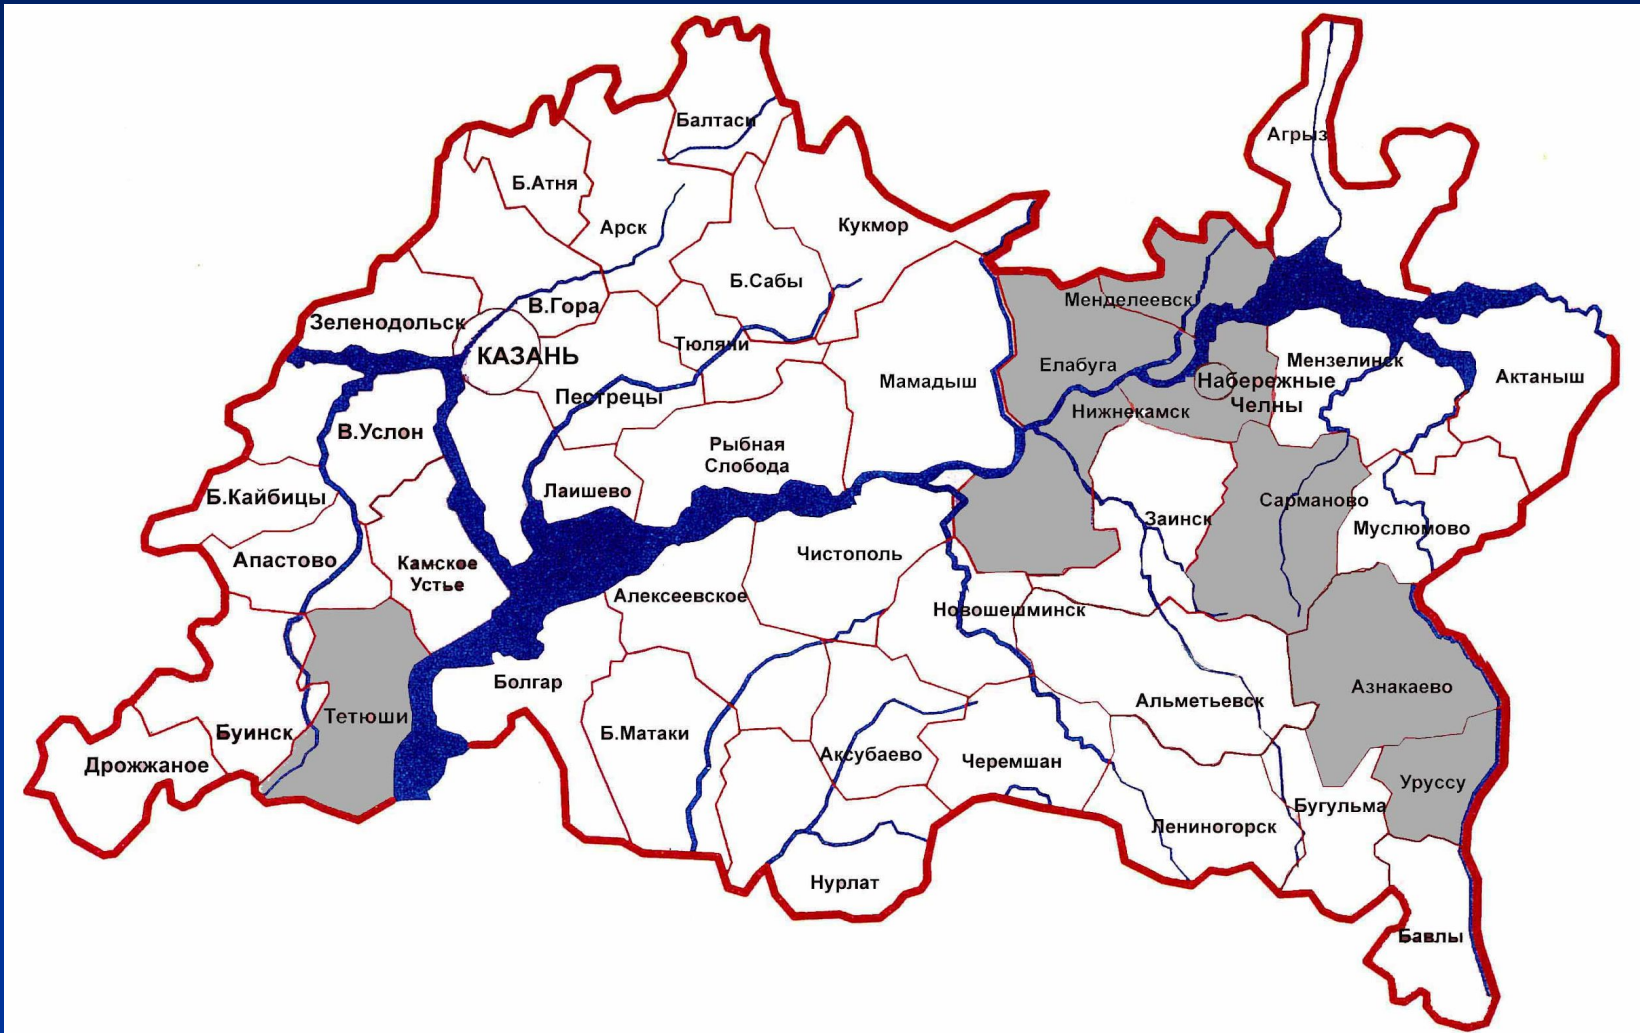 Балтаси
Агрыз
Б.Атня
Арск
Кукмор
Б.Сабы
Менделеевск
В.Гора
Зеленодольск
Тюлячи
КАЗАНЬ
Мензелинск
Елабуга
Актаныш
Мамадыш
Набережные
Челны
Пестрецы
Нижнекамск
В.Услон
Рыбная
Слобода
Лаишево
Б.Кайбицы
Сарманово
Заинск
Муслюмово
Апастово
Чистополь
Камское
Устье
Алексеевское
Новошешминск
Болгар
Азнакаево
Альметьевск
Тетюши
Буинск
Б.Матаки
Аксубаево
Черемшан
Дрожжаное
Уруссу
Бугульма
Лениногорск
Нурлат
Бавлы